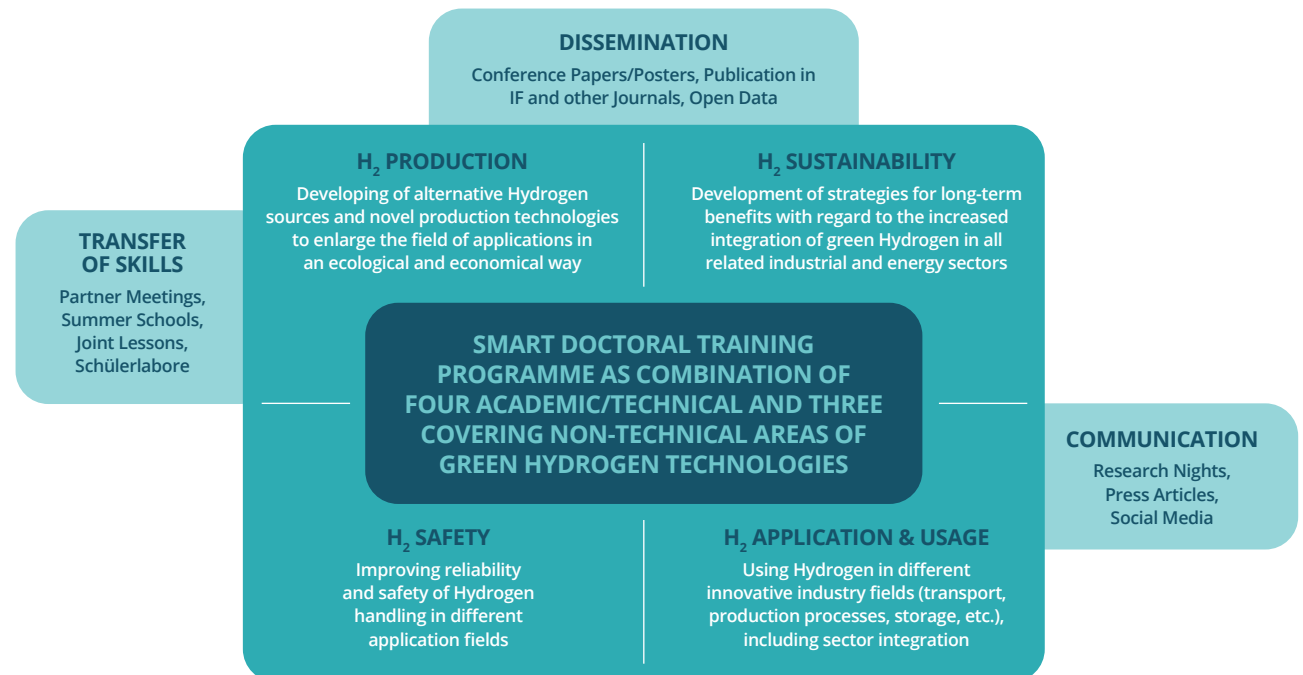 DISSEMINATION
Conference Papers/Posters, Publication in
IF and other Journals, Open Data
H₂ PRODUCTION
Developing of alternative Hydrogen
sources and novel production technologies
to enlarge the field of applications in
an ecological and economical way
H₂ SUSTAINABILITY
Development of strategies for long-term
benefits with regard to the increased
integration of green Hydrogen in all
related industrial and energy sectors
TRANSFER
OF SKILLS
Partner Meetings,
Summer Schools,
Joint Lessons,
Schülerlabore
SMART DOCTORAL TRAINING
PROGRAMME AS COMBINATION OF
FOUR ACADEMIC/TECHNICAL AND THREE
COVERING NON-TECHNICAL AREAS OF
GREEN HYDROGEN TECHNOLOGIES
COMMUNICATION
Research Nights,
Press Articles,
Social Media
H₂ SAFETY
Improving reliability
and safety of Hydrogen
handling in different
application fields
H₂ APPLICATION & USAGE
Using Hydrogen in different
innovative industry fields (transport,
production processes, storage, etc.),
including sector integration